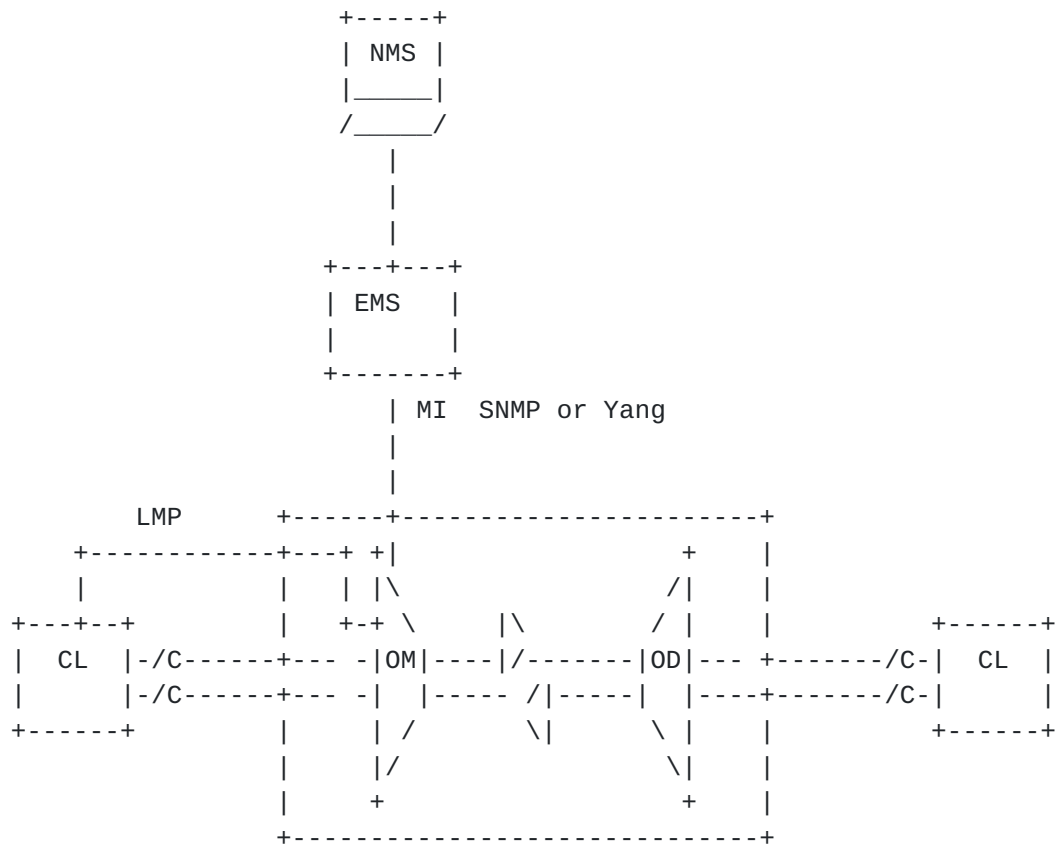 NMS
EMS
MI SNMP or Yang
LMP
CL -/C- OM OD -/C- CL
-/C- -/C-